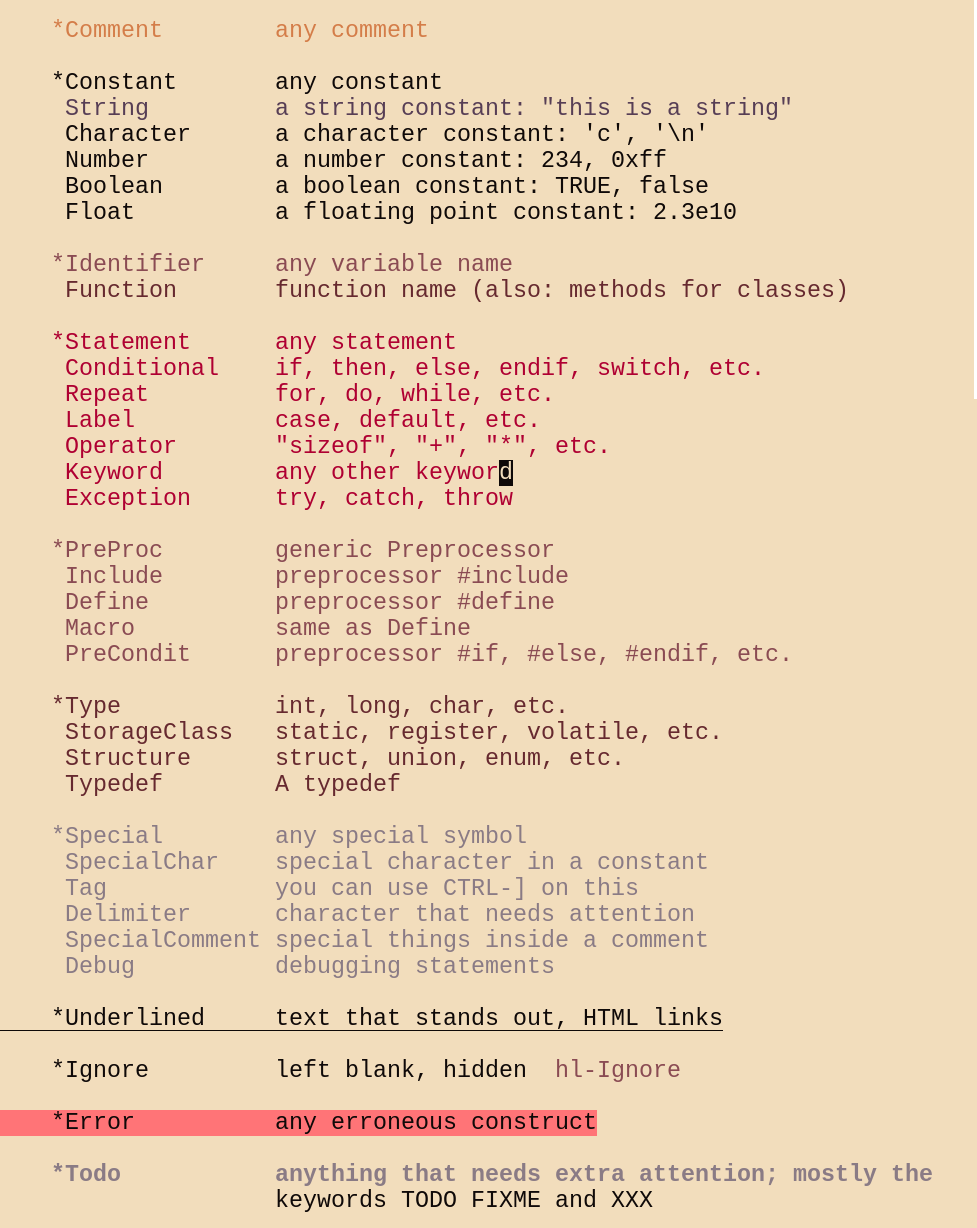 *Comment         any comment
*Constant        any constant
 String          a string constant: "this is a string"
 Character       a character constant: 'c', '\n'
 Number          a number constant: 234, 0xff
 Boolean         a boolean constant: TRUE, false
 Float           a floating point constant: 2.3e10
*Identifier      any variable name
 Function        function name (also: methods for classes)
*Statement       any statement
 Conditional     if, then, else, endif, switch, etc.
 Repeat          for, do, while, etc.
 Label           case, default, etc.
 Operator        "sizeof", "+", "*", etc.
 Keyword         any other keyword
 Exception       try, catch, throw
*PreProc         generic Preprocessor
 Include         preprocessor #include
 Define          preprocessor #define
 Macro           same as Define
 PreCondit       preprocessor #if, #else, #endif, etc.
*Type            int, long, char, etc.
 StorageClass    static, register, volatile, etc.
 Structure       struct, union, enum, etc.
 Typedef         A typedef
*Special         any special symbol
 SpecialChar     special character in a constant
 Tag             you can use CTRL-] on this
 Delimiter       character that needs attention
 SpecialComment  special things inside a comment
 Debug           debugging statements
*Underlined      text that stands out, HTML links
*Ignore          left blank, hidden  hl-Ignore
*Error           any erroneous construct
*Todo            anything that needs extra attention; mostly the
                 keywords TODO FIXME and XXX